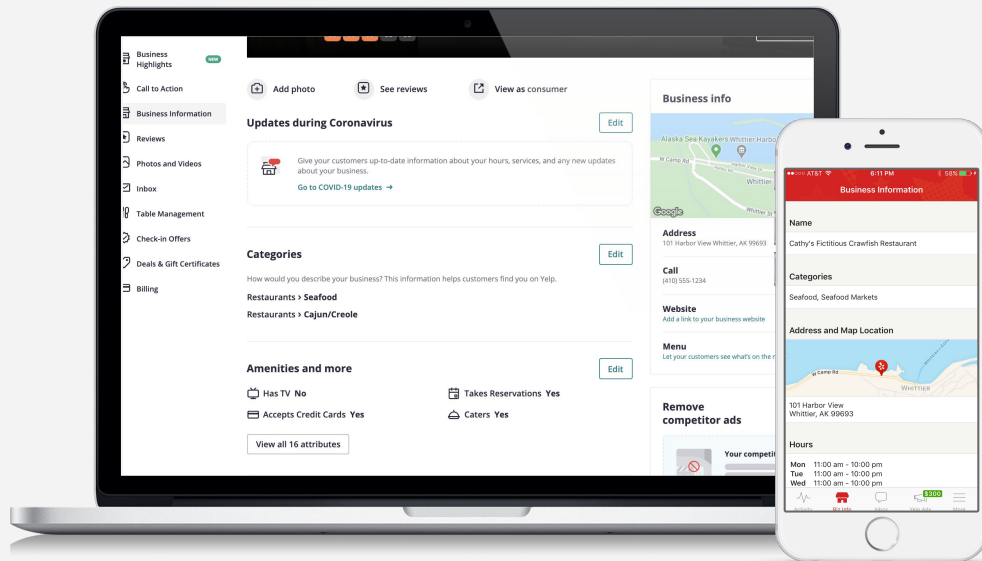 Business
Highlights
NEW
Call to Action
Business Information
Reviews
Photos and Videos
Inbox
Table Management
Check-in Offers
Deals & Gift Certificates
Billing
Add photo
See reviews
View as consumer
Updates during Coronavirus
Edit
Give your customers up-to-date information about your hours, services, and any new updates
about your business.
Go to COVID-19 updates →
Categories
Edit
How would you describe your business? This information helps customers find you on Yelp.
Restaurants › Seafood
Restaurants › Cajun/Creole
Amenities and more
Edit
Has TV No
Takes Reservations Yes
Accepts Credit Cards Yes
Caters Yes
View all 16 attributes
Business info
Alaska Sea Kayakers
Whittier Harbo
W Camp Rd
Whittier
Whittier St
Google
Address
101 Harbor View Whittier, AK 99693
Call
(410) 555-1234
Website
Add a link to your business website
Menu
Let your customers see what's on the
Remove
competitor ads
Your competit
AT&T
6:11 PM
58%
Business Information
Name
Cathy's Fictitious Crawfish Restaurant
Categories
Seafood, Seafood Markets
Address and Map Location
W Camp Rd
WHITTIER
101 Harbor View
Whittier, AK 99693
Hours
Mon 11:00 am - 10:00 pm
Tue 11:00 am - 10:00 pm
Wed 11:00 am - 10:00 pm
$300
Activity
Biz Info
Inbox
Yelp Ads
More